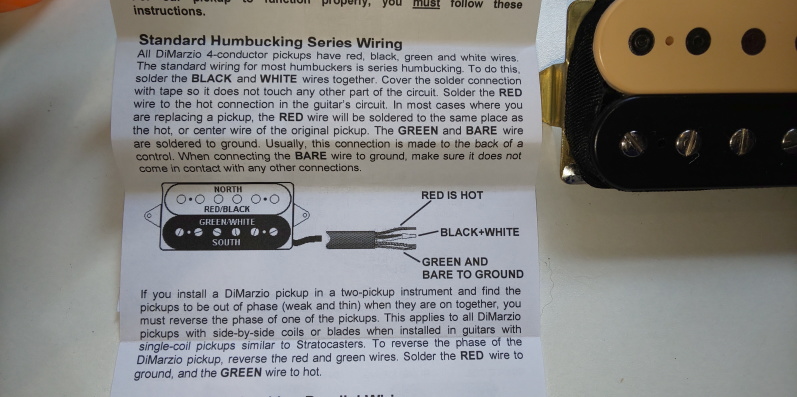 For our pickup to function properly, you must follow these
instructions.
Standard Humbucking Series Wiring
All DiMarzio 4-conductor pickups have red, black, green and white wires.
The standard wiring for most humbuckers is series humbucking. To do this,
solder the BLACK and WHITE wires together. Cover the solder connection
with tape so it does not touch any other part of the circuit. Solder the RED
wire to the hot connection in the guitar's circuit. In most cases where you
are replacing a pickup, the RED wire will be soldered to the same place as
the hot, or center wire of the original pickup. The GREEN and BARE wire
are soldered to ground. Usually, this connection is made to the back of a
control. When connecting the BARE wire to ground, make sure it does not
come in contact with any other connections.
NORTH
RED/BLACK
GREEN/WHITE
SOUTH
RED IS HOT
BLACK+WHITE
GREEN AND
BARE TO GROUND
If you install a DiMarzio pickup in a two-pickup instrument and find the
pickups to be out of phase (weak and thin) when they are on together, you
must reverse the phase of one of the pickups. This applies to all DiMarzio
pickups with side-by-side coils or blades when installed in guitars with
single-coil pickups similar to Stratocasters. To reverse the phase of the
DiMarzio pickup, reverse the red and green wires. Solder the RED wire to
ground, and the GREEN wire to hot.